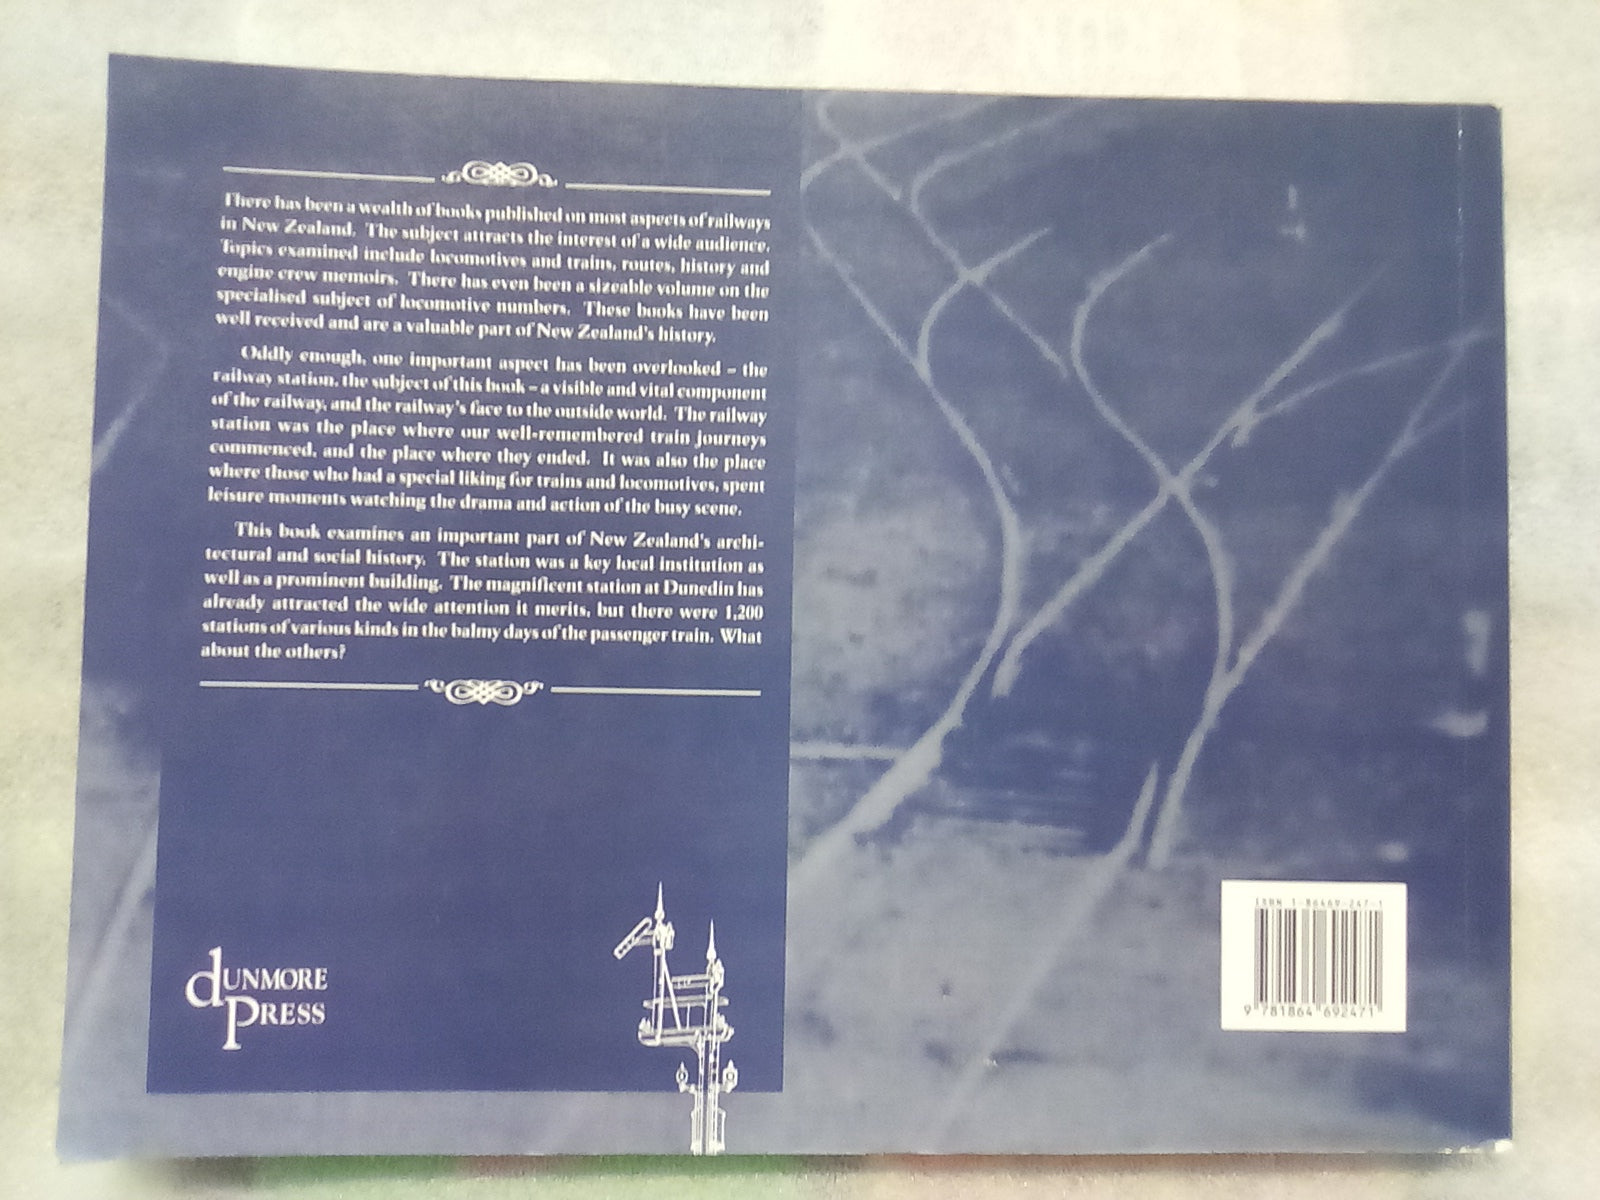 There has been a wealth of books published on most aspects of railways
in New Zealand. The subject attracts the interest of a wide audience.
Topics examined include locomotives and trains, routes, history and
engine crew memoirs. There has even been a sizeable volume on the
specialised subject of locomotive numbers. These books have been
well received and are a valuable part of New Zealand's history.
Oddly enough, one important aspect has been overlooked – the
railway station, the subject of this book – a visible and vital component
of the railway, and the railway's face to the outside world. The railway
station was the place where our well-remembered train journeys
commenced, and the place where they ended. It was also the place
where those who had a special liking for trains and locomotives, spent
leisure moments watching the drama and action of the busy scene.
This book examines an important part of New Zealand's archi-
tectural and social history. The station was a key local institution as
well as a prominent building. The magnificent station at Dunedin has
already attracted the wide attention it merits, but there were 1,200
stations of various kinds in the balmy days of the passenger train. What
about the others?
dUNMORE
PRESS
ISBN 1-86469-247-1
9 781864 692471